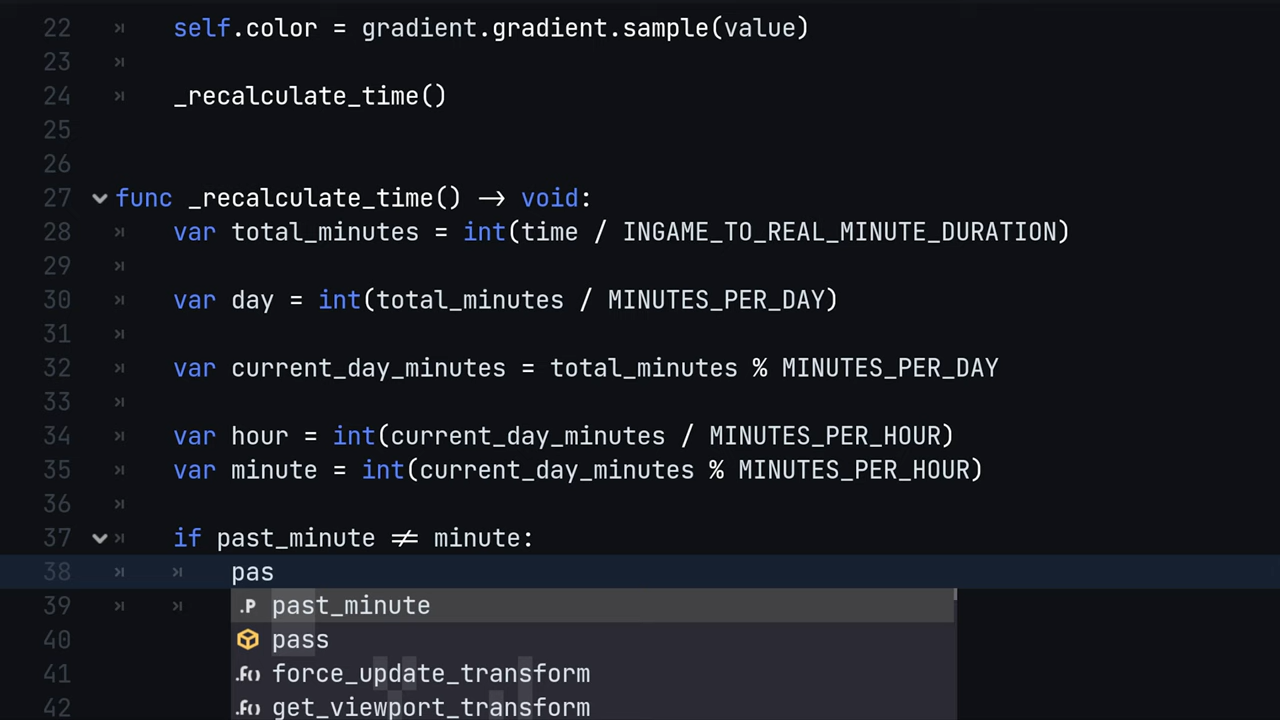 22 self.color = gradient.gradient.sample(value)
23
24 _recalculate_time()
25
26
27 func _recalculate_time() -> void:
28 var total_minutes = int(time / INGAME_TO_REAL_MINUTE_DURATION)
29
30 var day = int(total_minutes / MINUTES_PER_DAY)
31
32 var current_day_minutes = total_minutes % MINUTES_PER_DAY
33
34 var hour = int(current_day_minutes / MINUTES_PER_HOUR)
35 var minute = int(current_day_minutes % MINUTES_PER_HOUR)
36
37 if past_minute != minute:
38 pas
39 .P past_minute
40 pass
41 .f() force_update_transform
42 .f() get_viewport_transform